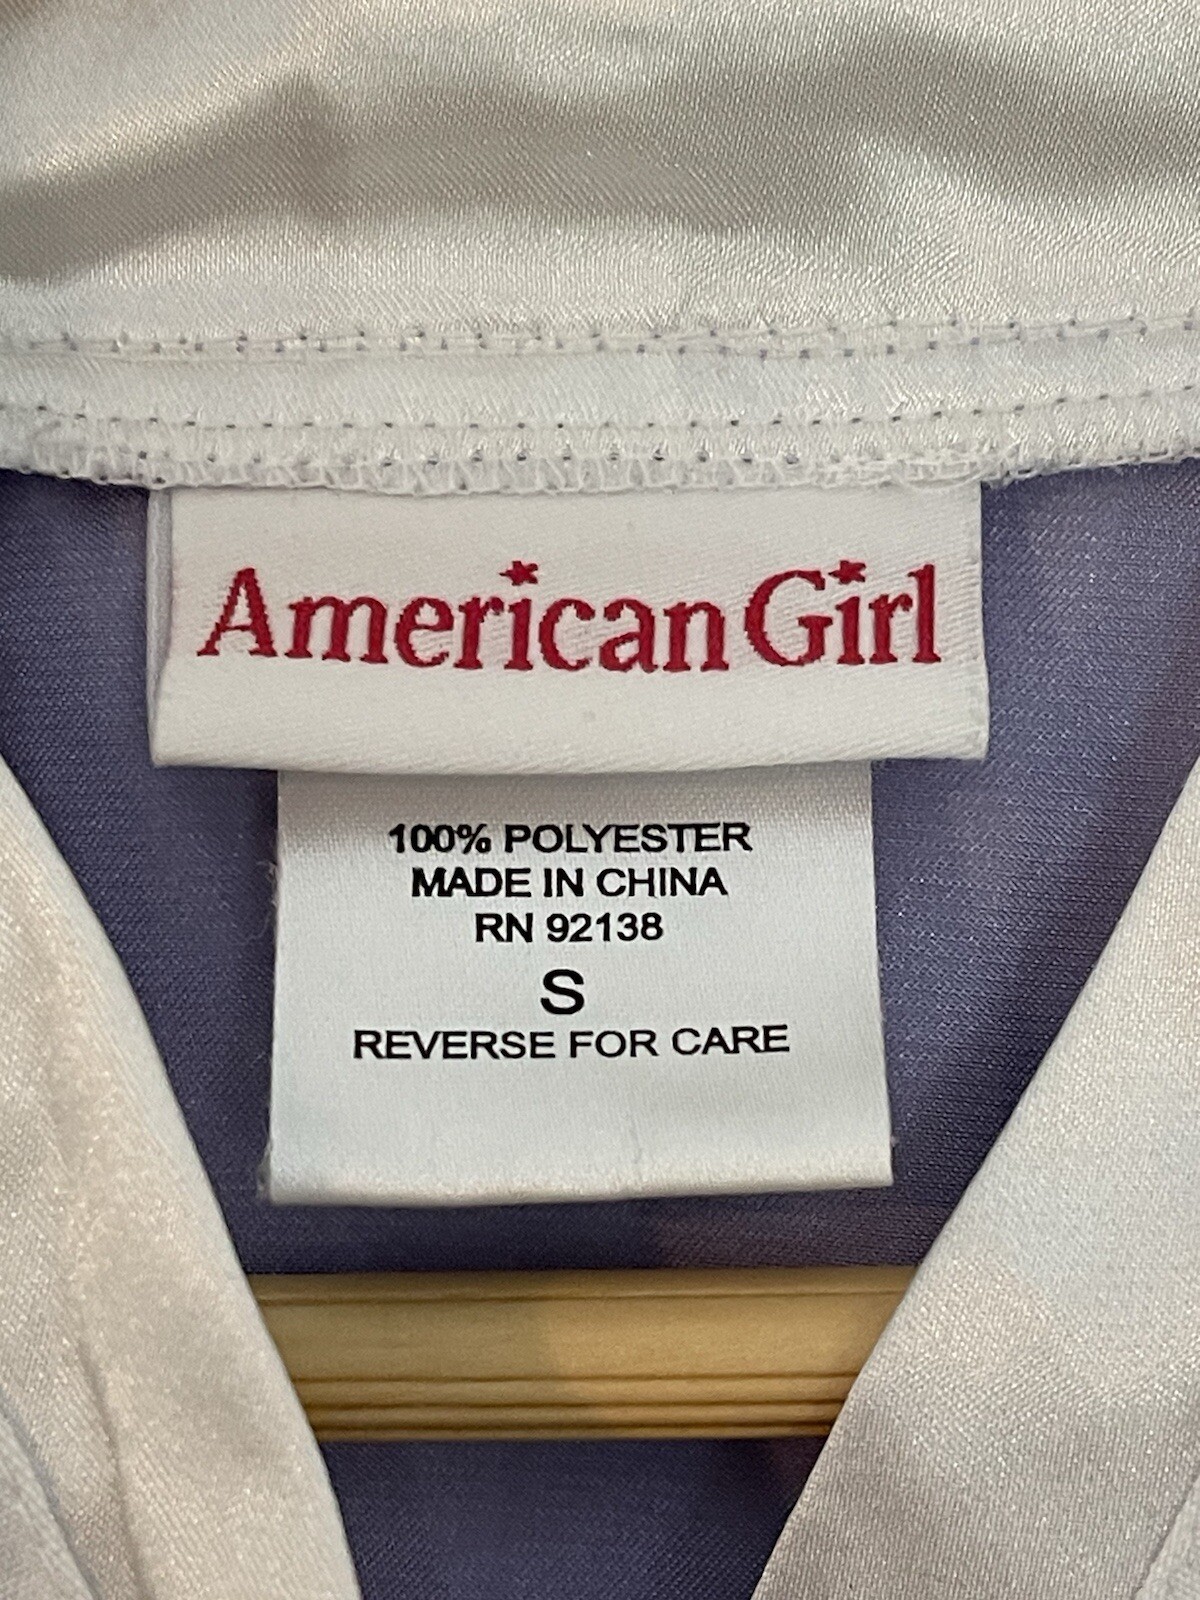 American Girl
100% POLYESTER
MADE IN CHINA
RN 92138
S
REVERSE FOR CARE